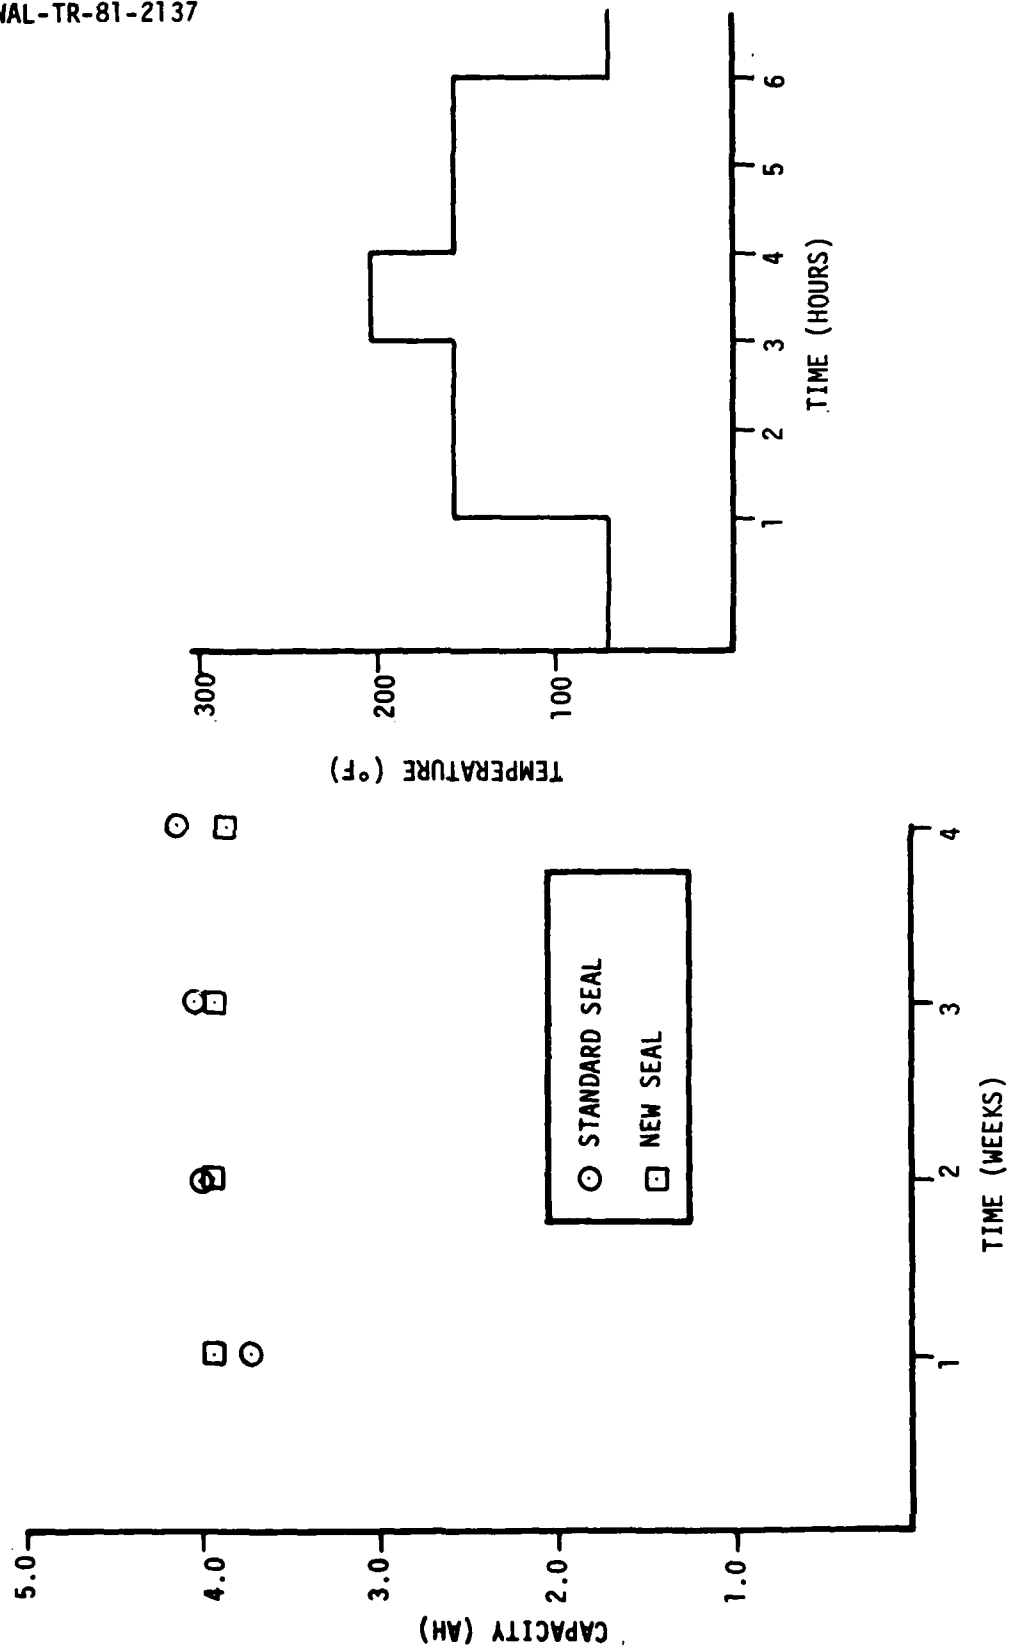 WAL-TR-81-2137
5.0
4.0
3.0
2.0
1.0
CAPACITY (AH)
1
2
3
4
TIME (WEEKS)
STANDARD SEAL
NEW SEAL
300
200
100
TEMPERATURE (°F)
1
2
3
4
5
6
TIME (HOURS)